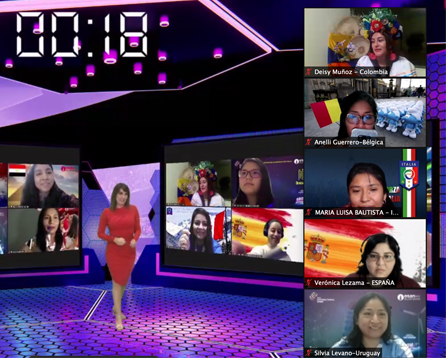 00:18
Deisy Muñoz - Colombia
Anelli Guerrero-Bélgica
ITALIA
MARIA LUISA BAUTISTA - I...
Verónica Lezama - ESPAÑA
Silvia Levano-Uruguay